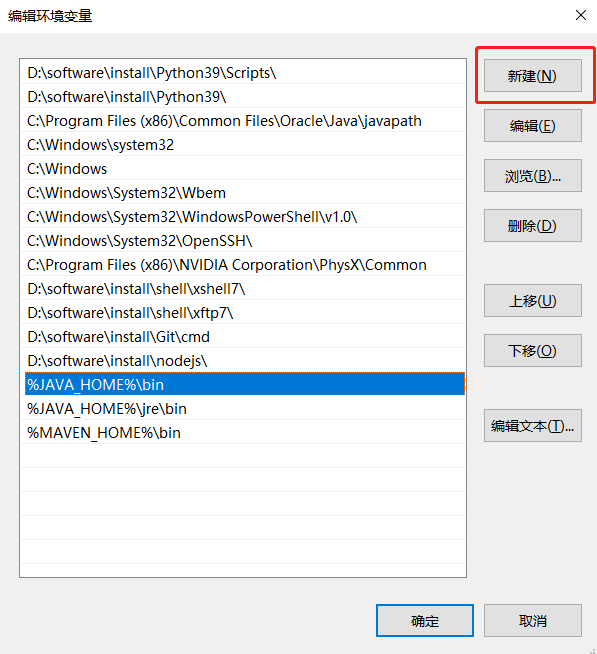 编辑环境变量
D:\software\install\Python39\Scripts\
D:\software\install\Python39\
C:\Program Files (x86)\Common Files\Oracle\Java\javapath
C:\Windows\system32
C:\Windows
C:\Windows\System32\Wbem
C:\Windows\System32\WindowsPowerShell\v1.0\
C:\Windows\System32\OpenSSH\
C:\Program Files (x86)\NVIDIA Corporation\PhysX\Common
D:\software\install\shell\xshell7\
D:\software\install\shell\xftp7\
D:\software\install\Git\cmd
D:\software\install\nodejs\
%JAVA_HOME%\bin
%JAVA_HOME%\jre\bin
%MAVEN_HOME%\bin
新建(N)
编辑(E)
浏览(B)...
删除(D)
上移(U)
下移(O)
编辑文本(T)...
确定
取消